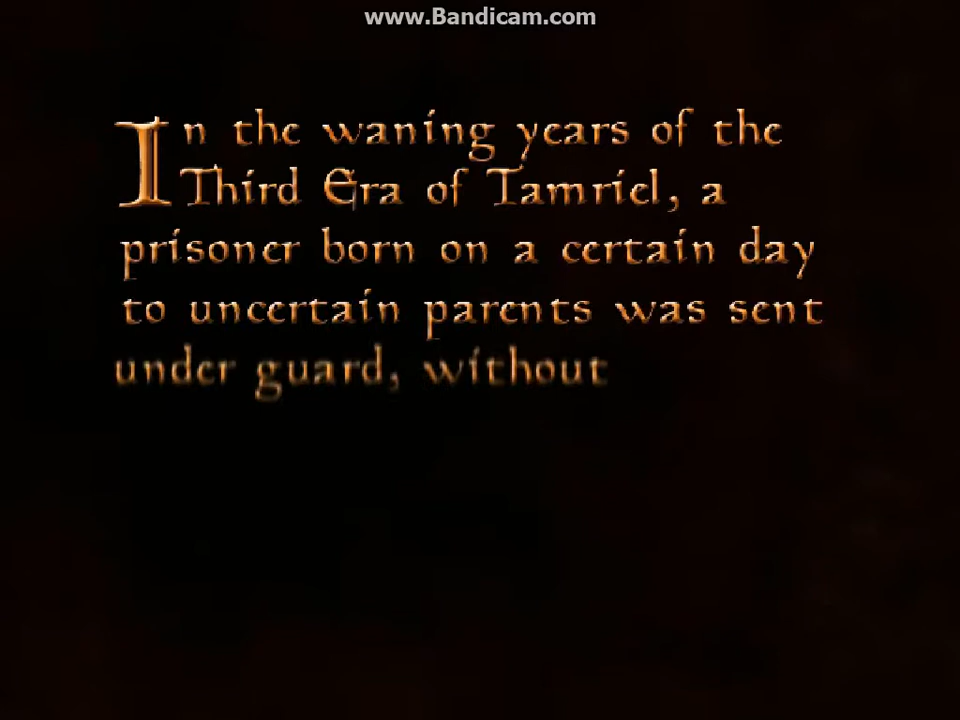 www.Bandicam.com
In the waning years of the
Third Era of Tamriel, a
prisoner born on a certain day
to uncertain parents was sent
under guard, without